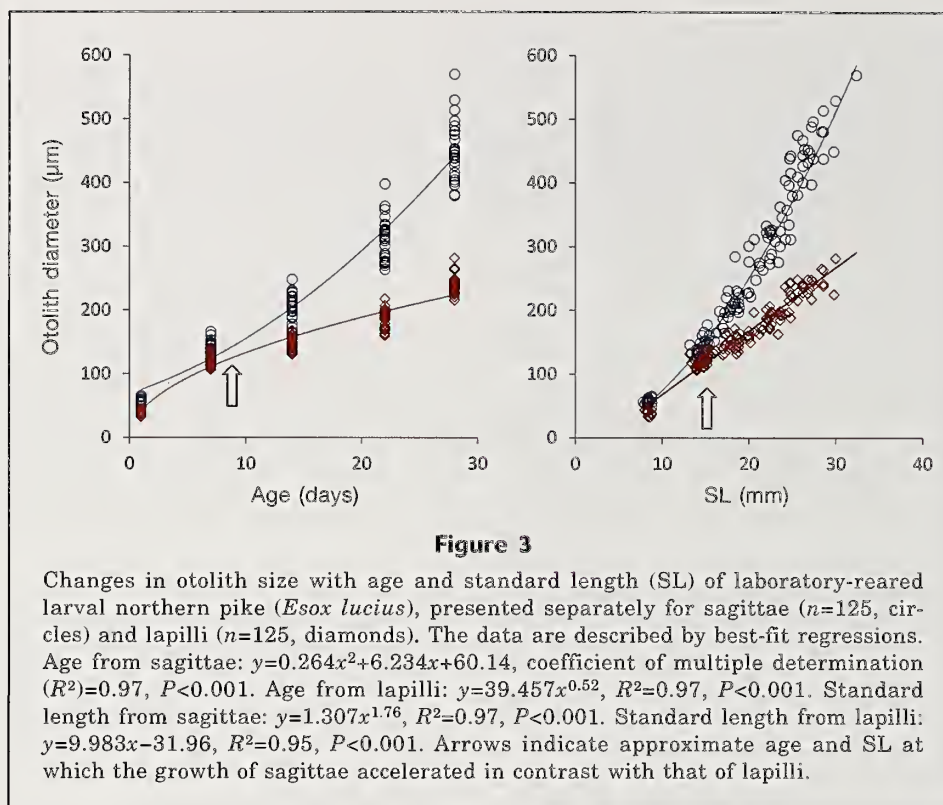 600
500
400
300
200
100
0
Otolith diameter (µm)
0 10 20 30
Age (days)
600
500
400
300
200
100
0
0 10 20 30 40
SL (mm)
Figure 3
Changes in otolith size with age and standard length (SL) of laboratory-reared
larval northern pike (Esox lucius), presented separately for sagittae (n=125, cir-
cles) and lapilli (n=125, diamonds). The data are described by best-fit regressions.
Age from sagittae: y=0.264x²+6.234x+60.14, coefficient of multiple determination
(R²)=0.97, P<0.001. Age from lapilli: y=39.457x⁰·⁵², R²=0.97, P<0.001. Standard
length from sagittae: y=1.307x¹·⁷⁶, R²=0.97, P<0.001. Standard length from lapilli:
y=9.983x−31.96, R²=0.95, P<0.001. Arrows indicate approximate age and SL at
which the growth of sagittae accelerated in contrast with that of lapilli.